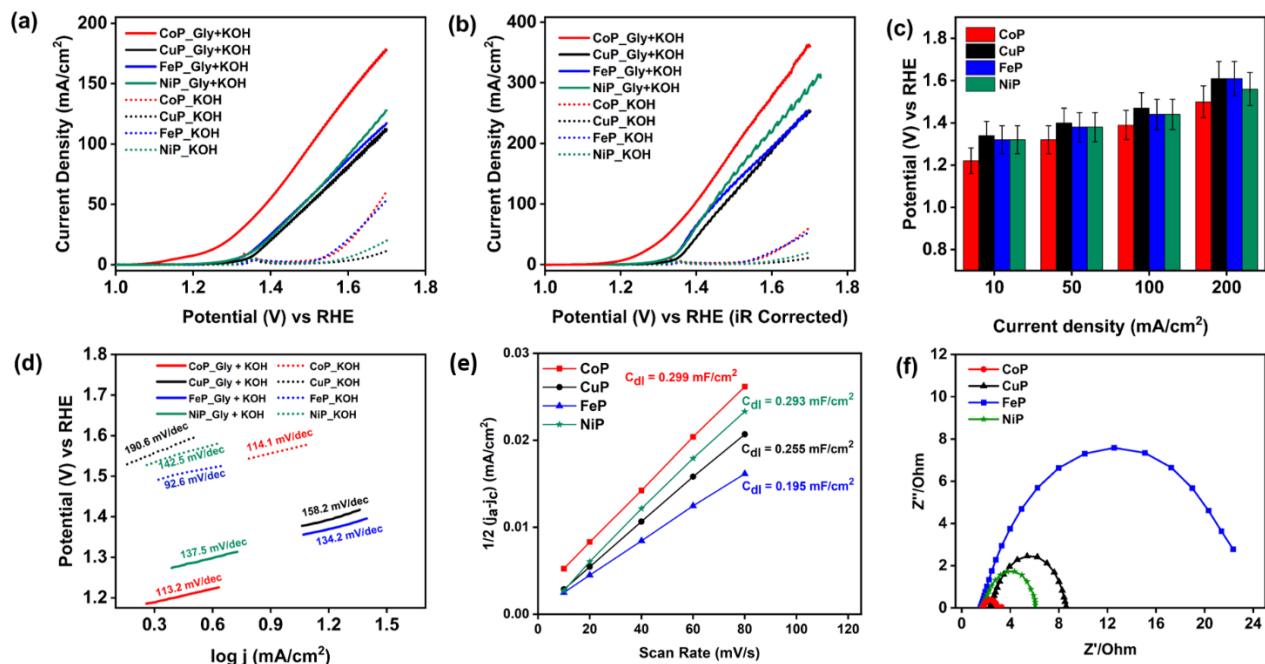 (a)
200
150
100
50
0
Current Density (mA/cm²)
CoP_Gly+KOH
CuP_Gly+KOH
FeP_Gly+KOH
NiP_Gly+KOH
CoP_KOH
CuP_KOH
FeP_KOH
NiP_KOH
1.0 1.2 1.4 1.6 1.8
Potential (V) vs RHE
(b)
400
300
200
100
0
Current Density (mA/cm²)
CoP_Gly+KOH
CuP_Gly+KOH
FeP_Gly+KOH
NiP_Gly+KOH
CoP_KOH
CuP_KOH
FeP_KOH
NiP_KOH
1.0 1.2 1.4 1.6 1.8
Potential (V) vs RHE (iR Corrected)
(c)
1.8
1.6
1.4
1.2
1.0
0.8
Potential (V) vs RHE
CoP
CuP
FeP
NiP
10 50 100 200
Current density (mA/cm²)
(d)
1.8
1.7
1.6
1.5
1.4
1.3
1.2
Potential (V) vs RHE
CoP_Gly + KOH CoP_KOH
CuP_Gly + KOH CuP_KOH
FeP_Gly + KOH FeP_KOH
NiP_Gly + KOH NiP_KOH
190.6 mV/dec
114.1 mV/dec
142.5 mV/dec
92.6 mV/dec
158.2 mV/dec
134.2 mV/dec
137.5 mV/dec
113.2 mV/dec
0.3 0.6 0.9 1.2 1.5
log j (mA/cm²)
(e)
0.03
0.02
0.01
0.00
1/2 (ja-jc) (mA/cm²)
CoP
CuP
FeP
NiP
Cdl = 0.299 mF/cm²
Cdl = 0.293 mF/cm²
Cdl = 0.255 mF/cm²
Cdl = 0.195 mF/cm²
20 40 60 80 100 120
Scan Rate (mV/s)
(f)
12
10
8
6
4
2
0
Z''/Ohm
CoP
CuP
FeP
NiP
0 4 8 12 16 20 24
Z'/Ohm